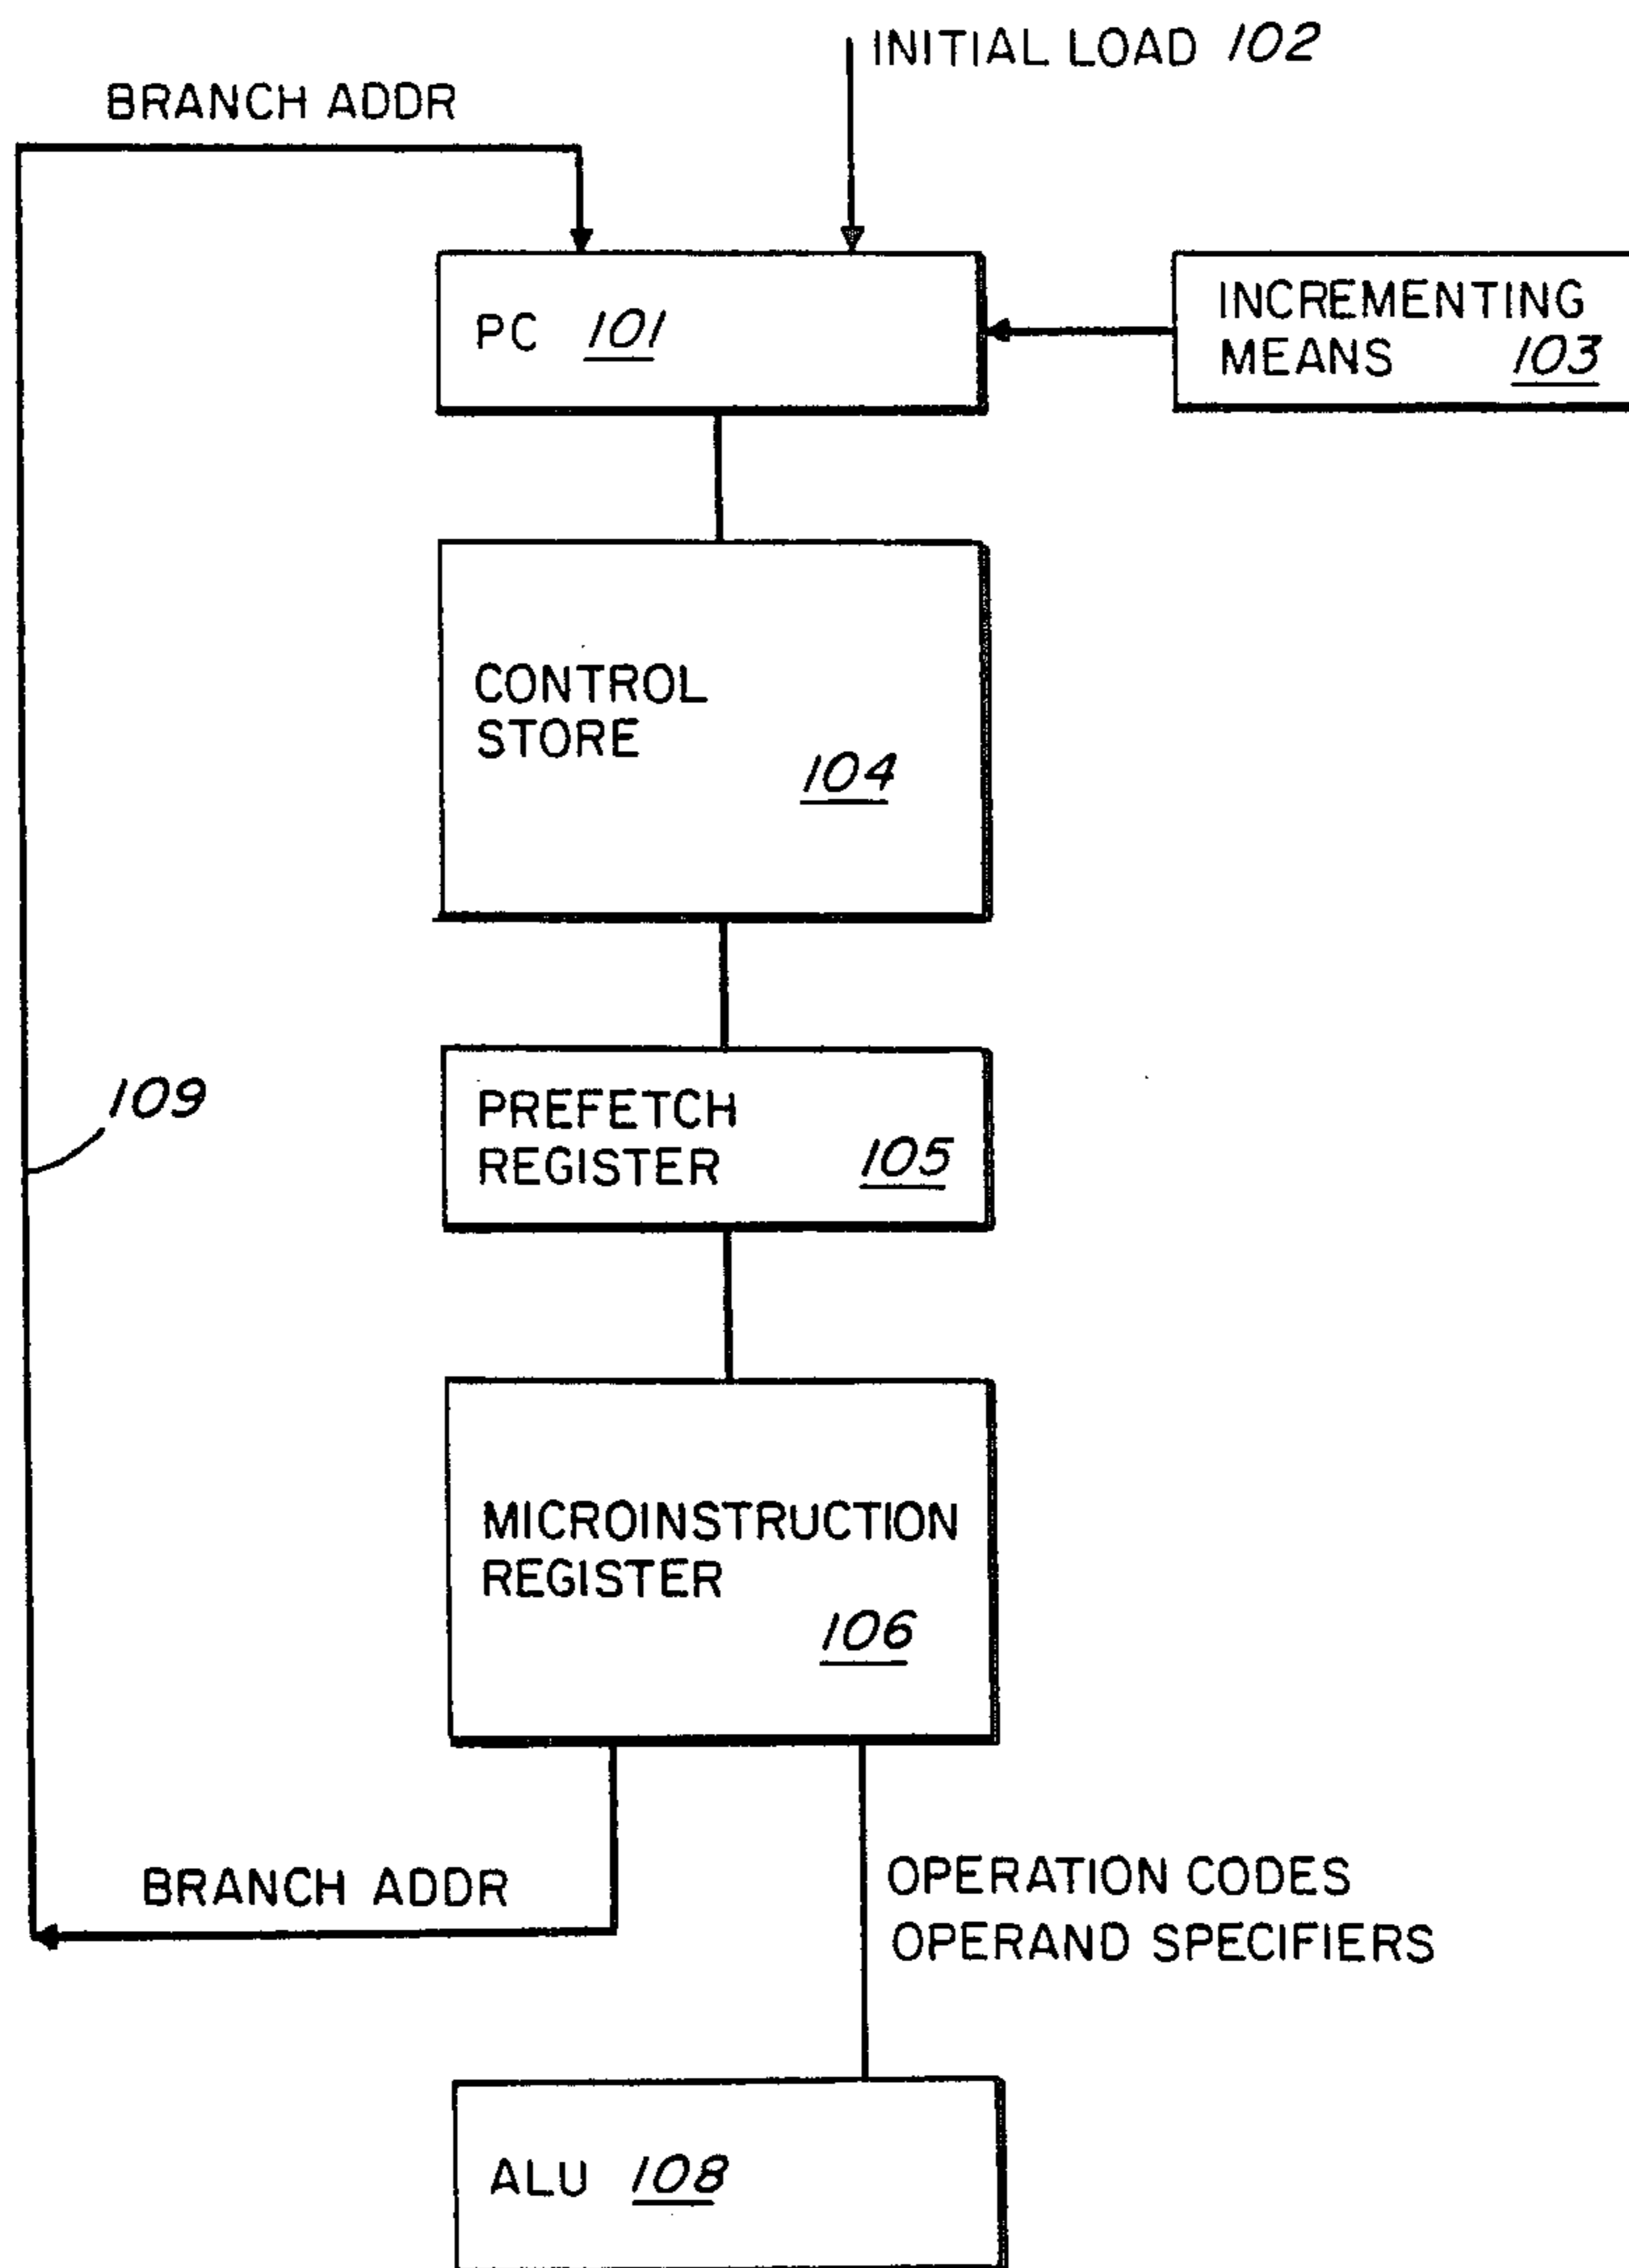 INITIAL LOAD 102
BRANCH ADDR
PC 101
INCREMENTING
MEANS 103
CONTROL
STORE
104
109
PREFETCH
REGISTER 105
MICROINSTRUCTION
REGISTER
106
BRANCH ADDR
OPERATION CODES
OPERAND SPECIFIERS
ALU 108